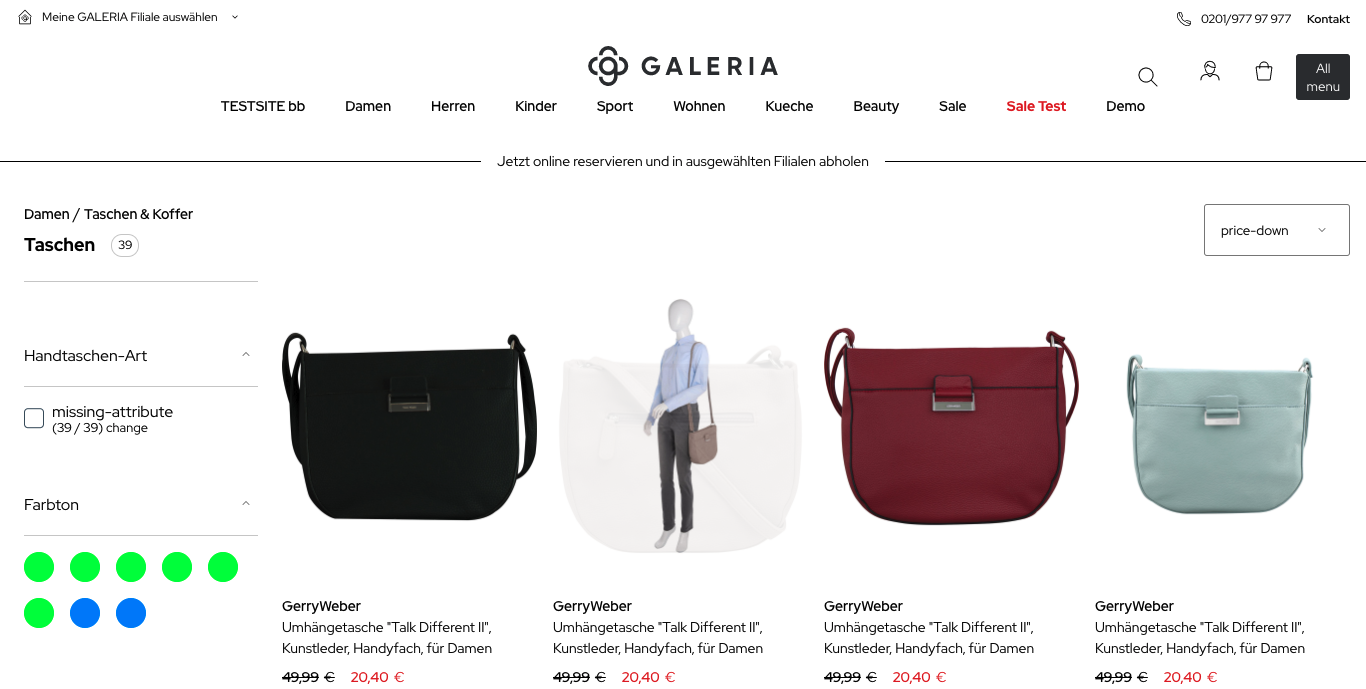 Meine GALERIA Filiale auswählen
0201/977 97 977 Kontakt
GALERIA
All
menu
TESTSITE bb Damen Herren Kinder Sport Wohnen Kueche Beauty Sale Sale Test Demo
Jetzt online reservieren und in ausgewählten Filialen abholen
Damen / Taschen & Koffer
Taschen 39
price-down
Handtaschen-Art
missing-attribute
(39 / 39) change
Farbton
GerryWeber
Umhängetasche "Talk Different II",
Kunstleder, Handyfach, für Damen
49,99 € 20,40 €
GerryWeber
Umhängetasche "Talk Different II",
Kunstleder, Handyfach, für Damen
49,99 € 20,40 €
GerryWeber
Umhängetasche "Talk Different II",
Kunstleder, Handyfach, für Damen
49,99 € 20,40 €
GerryWeber
Umhängetasche "Talk Different II",
Kunstleder, Handyfach, für Damen
49,99 € 20,40 €